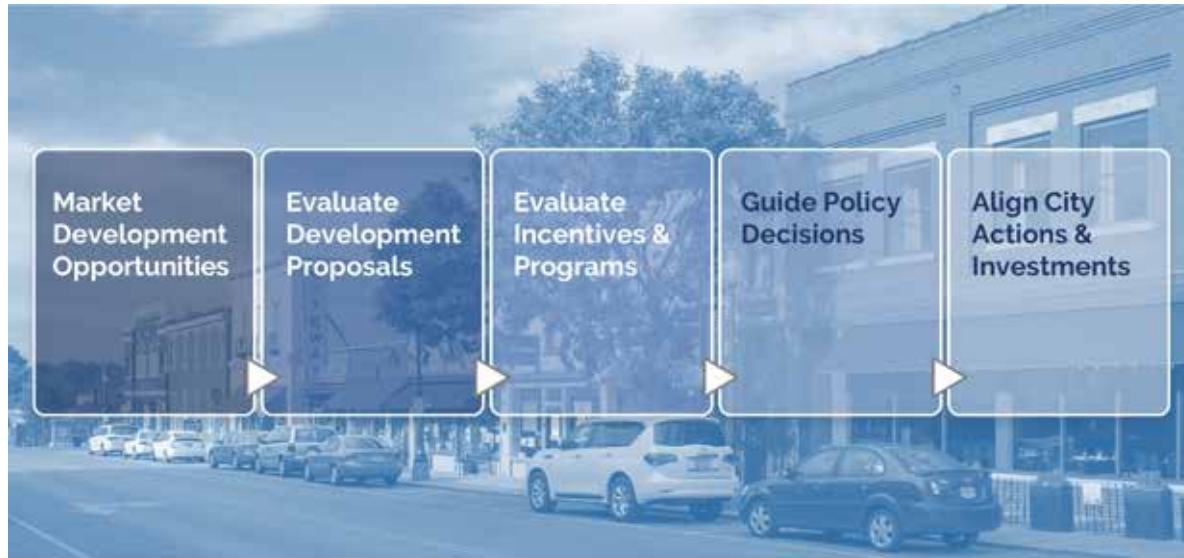 Market
Development
Opportunities
Evaluate
Development
Proposals
Evaluate
Incentives &
Programs
Guide Policy
Decisions
Align City
Actions &
Investments